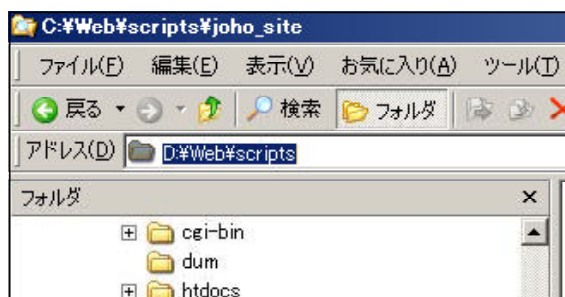 C:¥Web¥scripts¥joho_site
ファイル(F) 編集(E) 表示(V) お気に入り(A) ツール(T)
戻る 検索 フォルダ
アドレス(D) D:¥Web¥scripts
フォルダ ×
cgi-bin
dum
htdocs